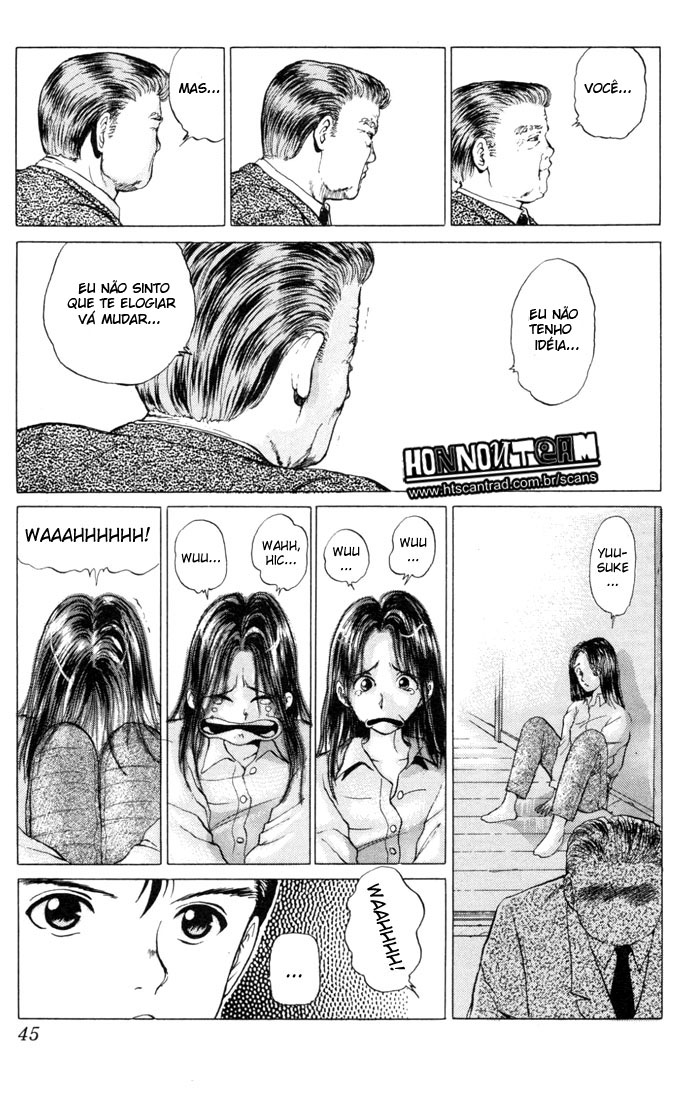 VOCÊ...
MAS...
EU NÃO
TENHO
IDÉIA...
EU NÃO SINTO
QUE TE ELOGIAR
VÁ MUDAR...
HONNOUTEAM
www.htscantrad.com.br/scans
YUU-
SUKE
...
WUU
...
WUU
...
WAHH,
HIC...
WUU...
WAAAHHHHHH!
WAAHHHH!
...
45